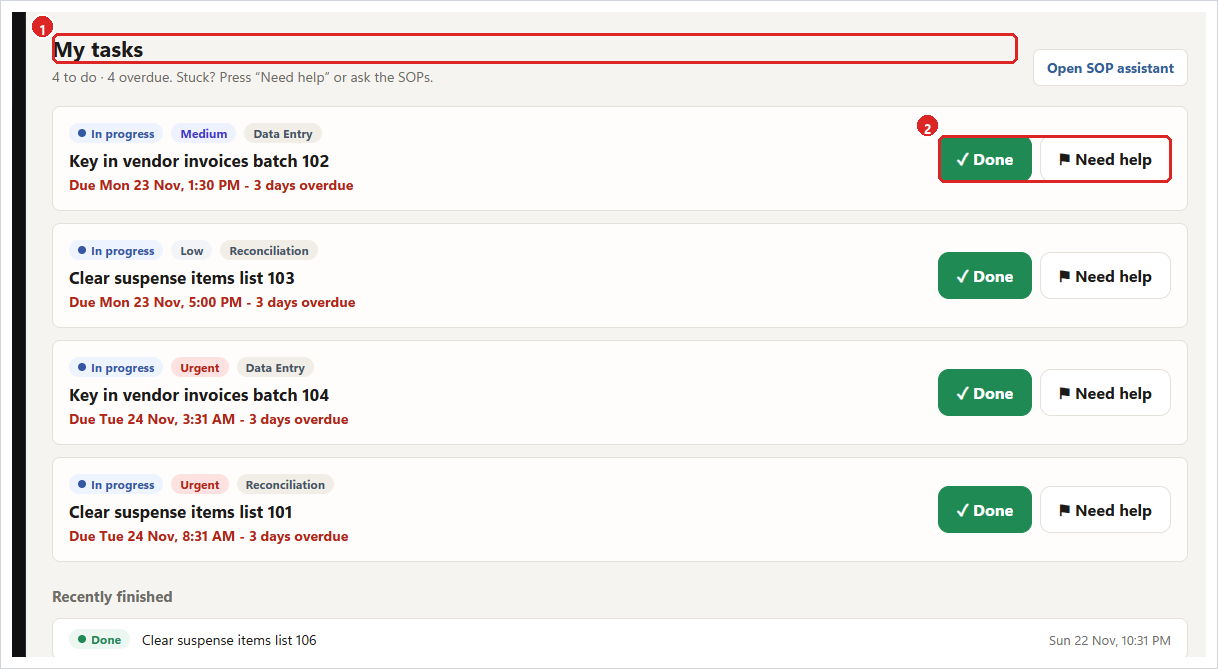 1
My tasks
4 to do · 4 overdue. Stuck? Press “Need help” or ask the SOPs.
Open SOP assistant
In progress Medium Data Entry
Key in vendor invoices batch 102
Due Mon 23 Nov, 1:30 PM - 3 days overdue
2
✓ Done ⚑ Need help
In progress Low Reconciliation
Clear suspense items list 103
Due Mon 23 Nov, 5:00 PM - 3 days overdue
✓ Done ⚑ Need help
In progress Urgent Data Entry
Key in vendor invoices batch 104
Due Tue 24 Nov, 3:31 AM - 3 days overdue
✓ Done ⚑ Need help
In progress Urgent Reconciliation
Clear suspense items list 101
Due Tue 24 Nov, 8:31 AM - 3 days overdue
✓ Done ⚑ Need help
Recently finished
Done Clear suspense items list 106 Sun 22 Nov, 10:31 PM